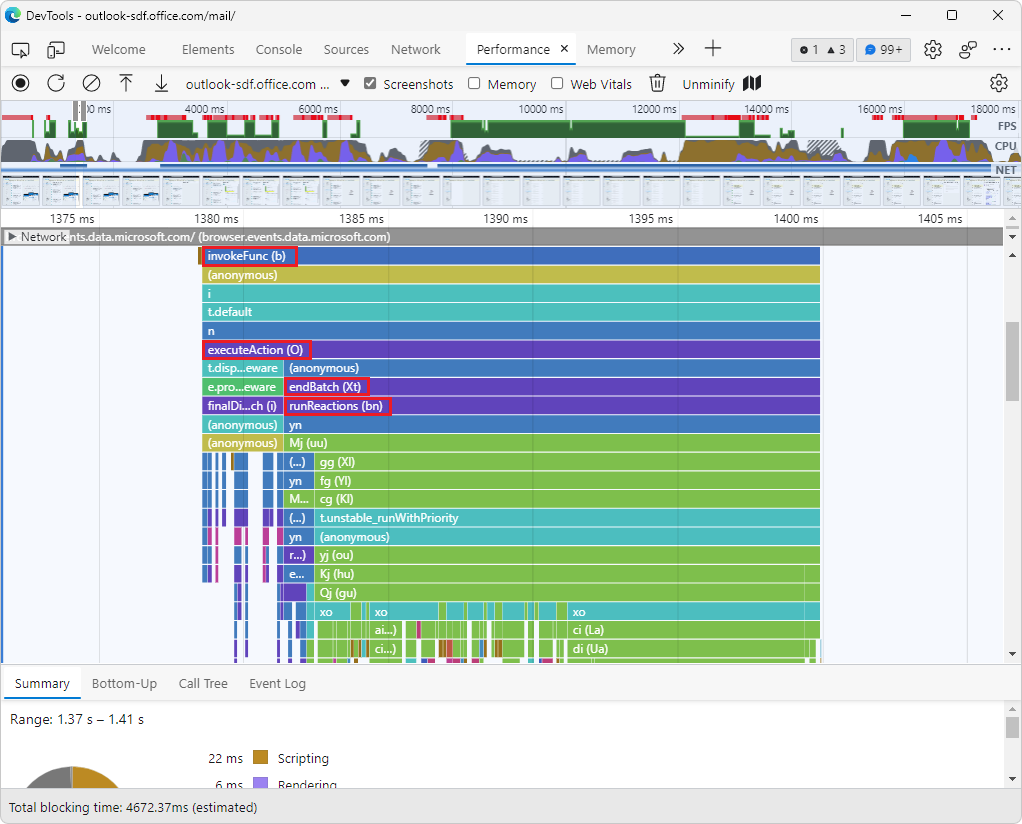 DevTools - outlook-sdf.office.com/mail/
Welcome Elements Console Sources Network Performance Memory
1 3 99+
outlook-sdf.office.com ... Screenshots Memory Web Vitals Unminify
00 ms 4000 ms 6000 ms 8000 ms 10000 ms 12000 ms 14000 ms 16000 ms 18000 ms
FPS
CPU
NET
1375 ms 1380 ms 1385 ms 1390 ms 1395 ms 1400 ms 1405 ms
Network nts.data.microsoft.com/ (browser.events.data.microsoft.com)
invokeFunc (b)
(anonymous)
i
t.default
n
executeAction (O)
t.disp...eware (anonymous)
e.pro...eware endBatch (Xt)
finalDi...ch (i) runReactions (bn)
(anonymous) yn
(anonymous) Mj (uu)
(...) gg (Xl)
yn fg (Yl)
M... cg (Kl)
(...) t.unstable_runWithPriority
yn (anonymous)
r...) yj (ou)
e... Kj (hu)
Qj (gu)
xo xo xo
ai...) ci (La)
ci...) di (Ua)
Summary Bottom-Up Call Tree Event Log
Range: 1.37 s – 1.41 s
22 ms Scripting
6 ms Rendering
Total blocking time: 4672.37ms (estimated)